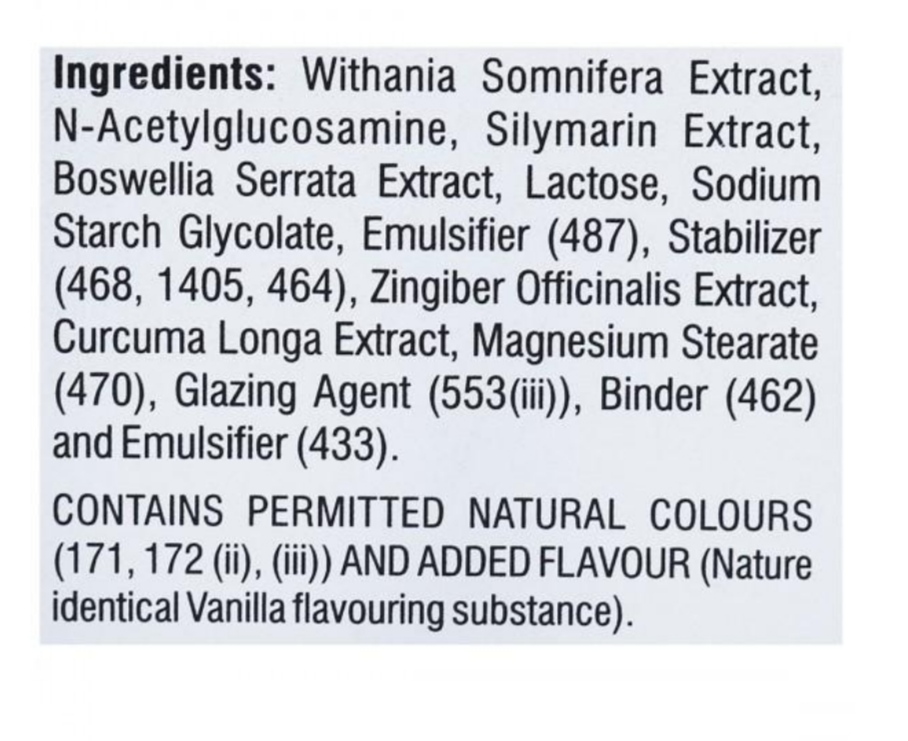 Ingredients: Withania Somnifera Extract,
N-Acetylglucosamine, Silymarin Extract,
Boswellia Serrata Extract, Lactose, Sodium
Starch Glycolate, Emulsifier (487), Stabilizer
(468, 1405, 464), Zingiber Officinalis Extract,
Curcuma Longa Extract, Magnesium Stearate
(470), Glazing Agent (553(iii)), Binder (462)
and Emulsifier (433).
CONTAINS PERMITTED NATURAL COLOURS
(171, 172 (ii), (iii)) AND ADDED FLAVOUR (Nature
identical Vanilla flavouring substance).